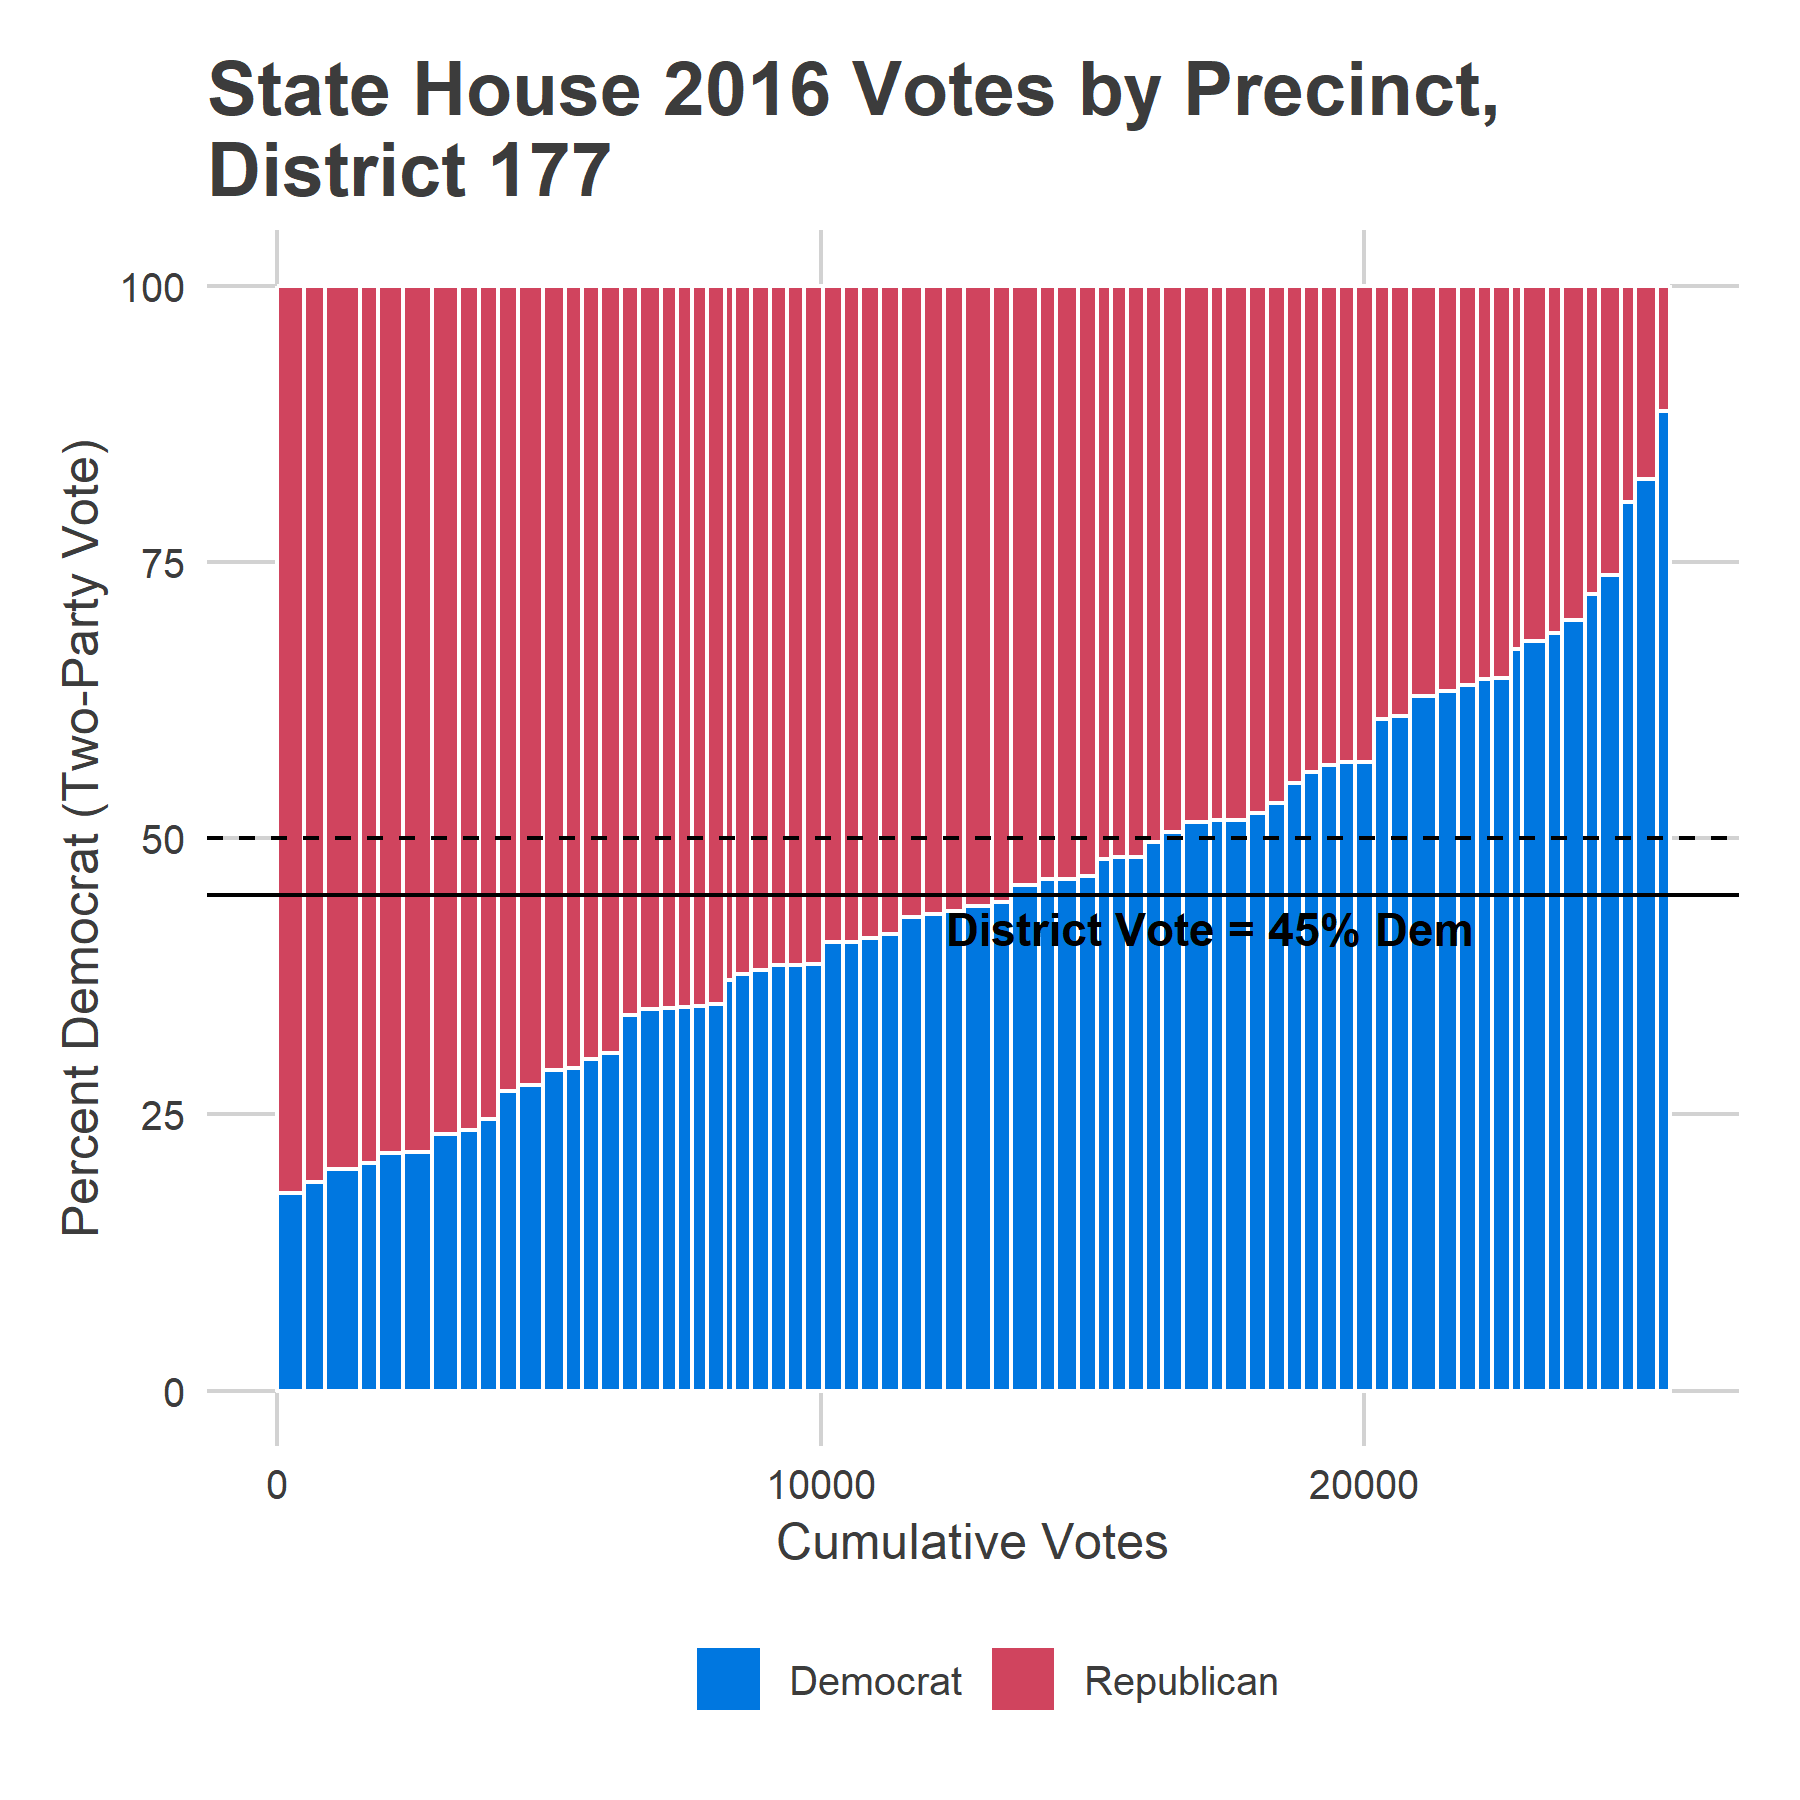 State House 2016 Votes by Precinct,
District 177
Percent Democrat (Two-Party Vote)
100
75
50
25
0
District Vote = 45% Dem
0 10000 20000
Cumulative Votes
Democrat Republican